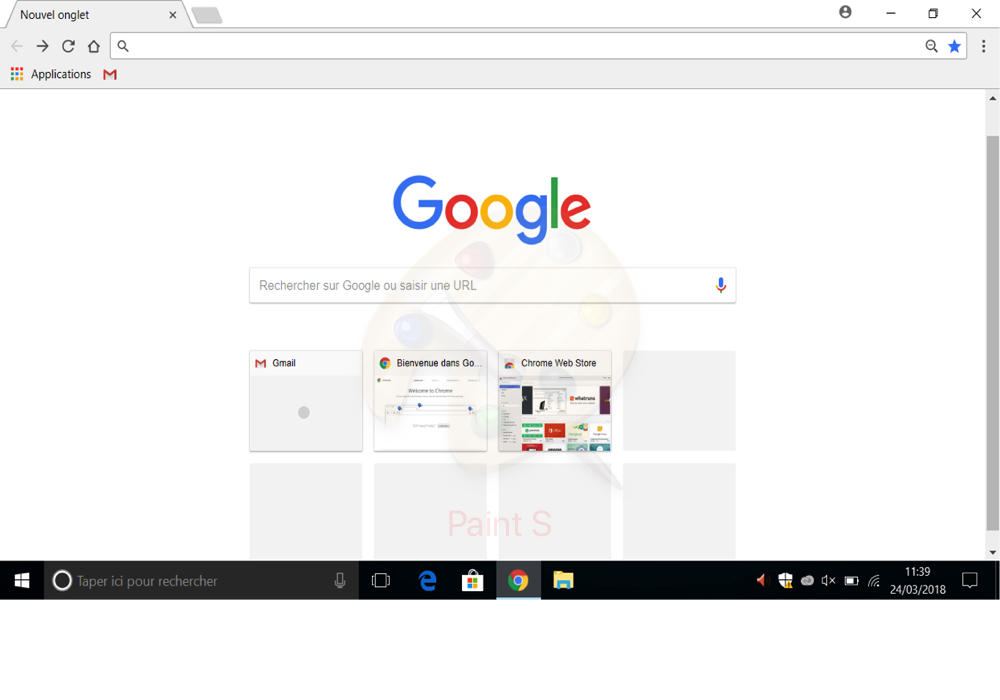 Nouvel onglet
Applications
Google
Rechercher sur Google ou saisir une URL
Gmail
Bienvenue dans Go...
Chrome Web Store
Welcome to Chrome
whatruns
Paint S
Taper ici pour rechercher
11:39
24/03/2018